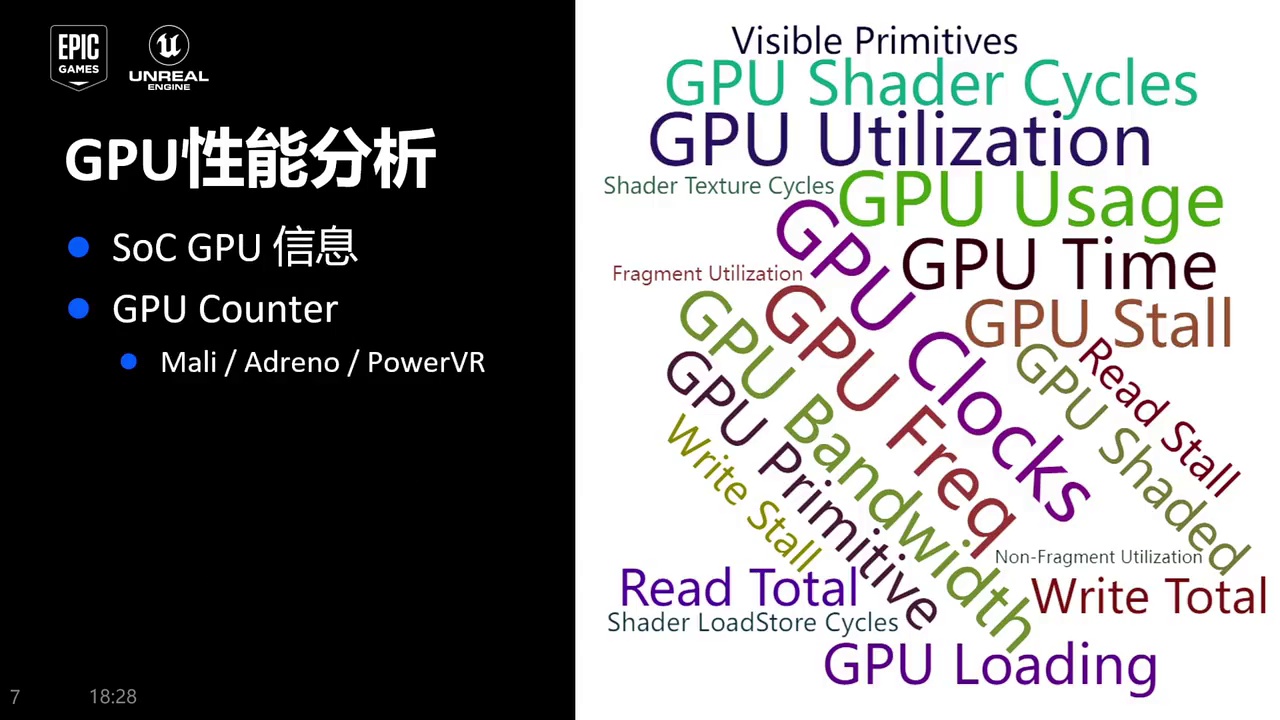 EPIC
GAMES
UNREAL
ENGINE
GPU性能分析
SoC GPU 信息
GPU Counter
Mali / Adreno / PowerVR
7
18:28
Visible Primitives
GPU Shader Cycles
GPU Utilization
Shader Texture Cycles
GPU Usage
GPU Time
Fragment Utilization
GPU Stall
GPU Clocks
GPU Freq
GPU Bandwidth
GPU Primitive
Write Stall
Read Stall
GPU Shaded
Non-Fragment Utilization
Read Total
Write Total
Shader LoadStore Cycles
GPU Loading